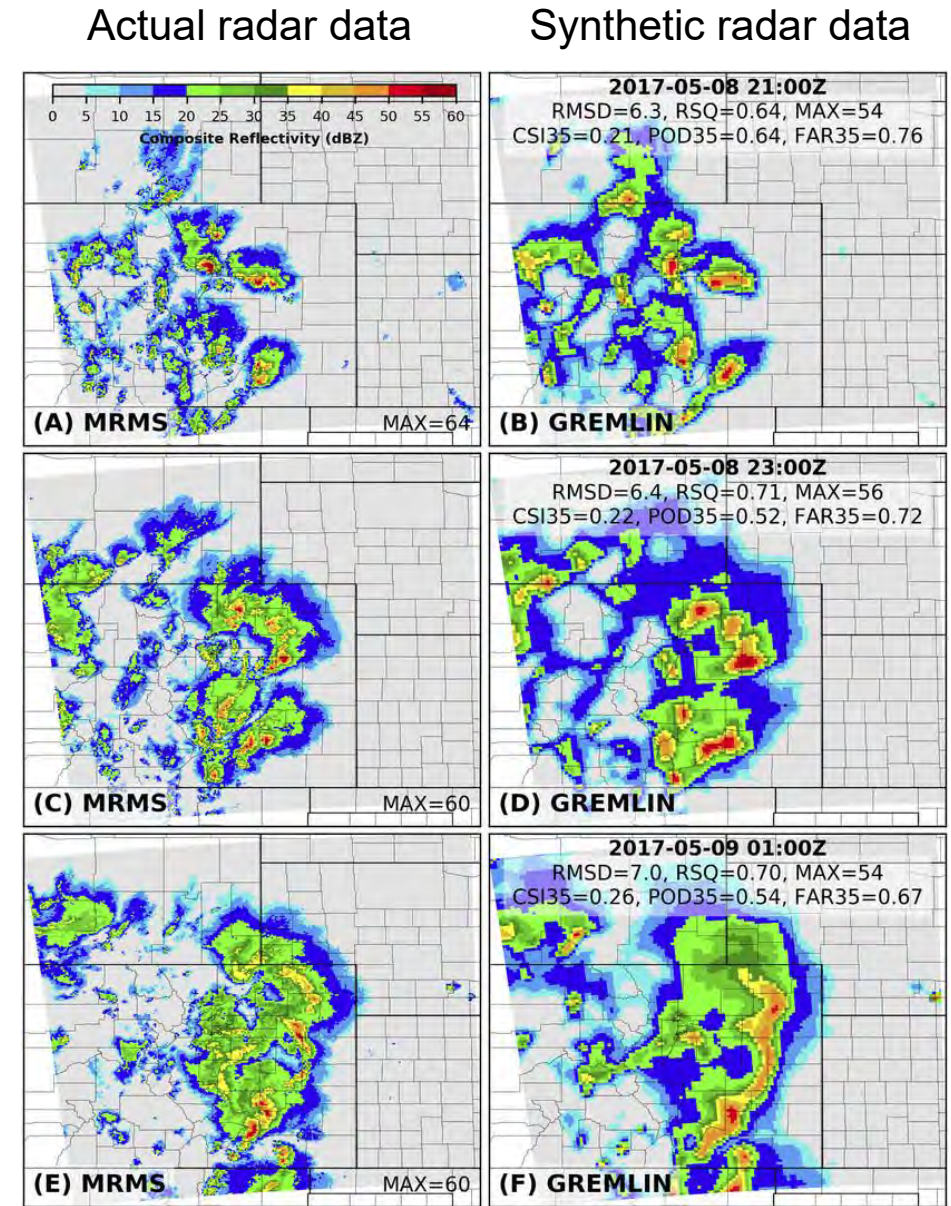 Actual radar data
Synthetic radar data
0 5 10 15 20 25 30 35 40 45 50 55 60
Composite Reflectivity (dBZ)
(A) MRMS
MAX=64
2017-05-08 21:00Z
RMSD=6.3, RSQ=0.64, MAX=54
CSI35=0.21, POD35=0.64, FAR35=0.76
(B) GREMLIN
(C) MRMS
MAX=60
2017-05-08 23:00Z
RMSD=6.4, RSQ=0.71, MAX=56
CSI35=0.22, POD35=0.52, FAR35=0.72
(D) GREMLIN
(E) MRMS
MAX=60
2017-05-09 01:00Z
RMSD=7.0, RSQ=0.70, MAX=54
CSI35=0.26, POD35=0.54, FAR35=0.67
(F) GREMLIN